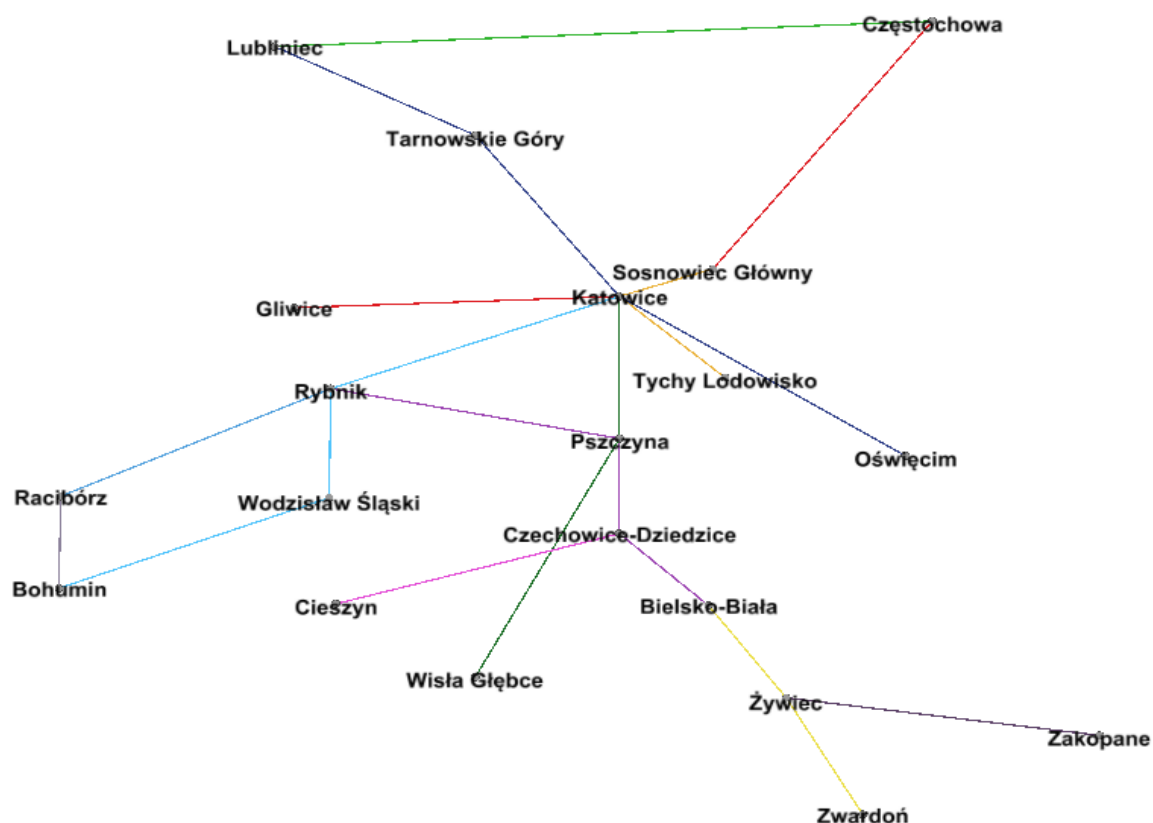 Częstochowa
Lubliniec
Tarnowskie Góry
Sosnowiec Główny
Katowice
Gliwice
Tychy Lodowisko
Rybnik
Pszczyna
Oświęcim
Racibórz
Wodzisław Śląski
Czechowice-Dziedzice
Bohumin
Cieszyn
Bielsko-Biała
Wisła Głębce
Żywiec
Zakopane
Zwardoń